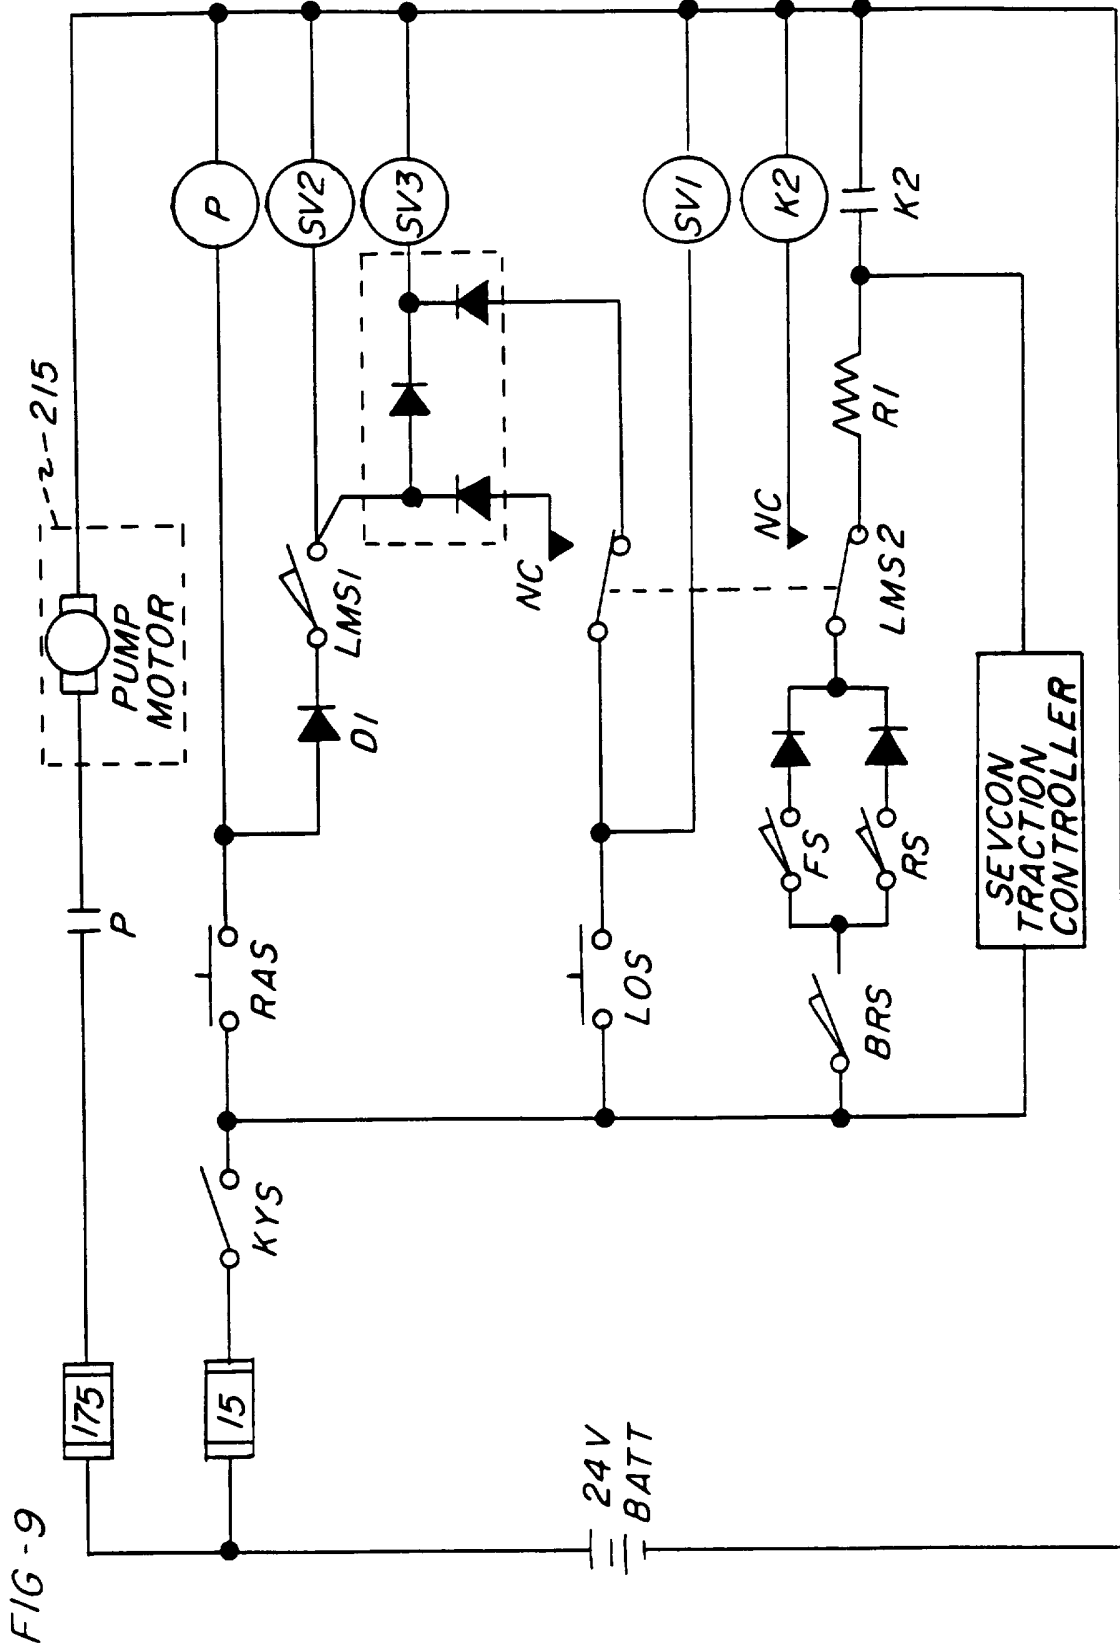 FIG-9
175
P
PUMP
MOTOR
215
15
KYS
RAS
D1
LMS1
P
SV2
SV3
NC
LOS
SV1
24V
BATT
BRS
FS
RS
LMS2
NC
R1
K2
K2
SEVCON
TRACTION
CONTROLLER